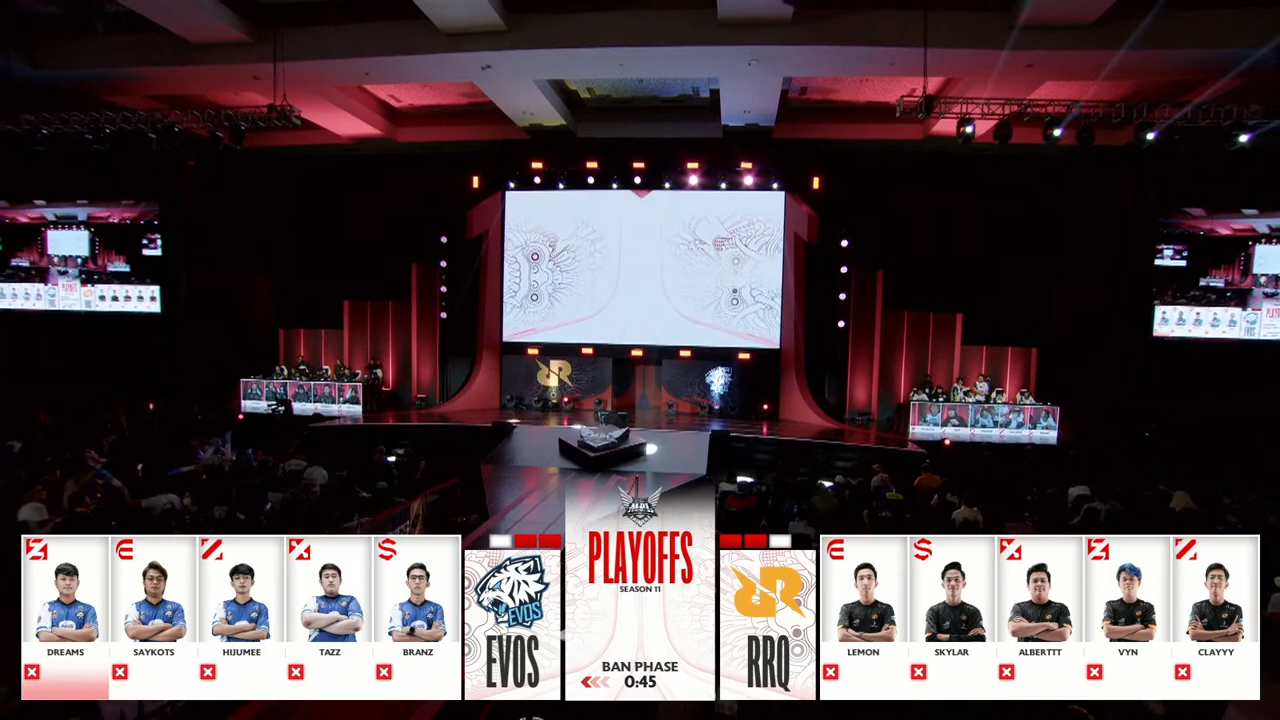 DREAMS
SAYKOTS
HIJUMEE
TAZZ
BRANZ
EVOS
EVOS
PLAYOFFS
SEASON 11
BAN PHASE
0:45
RRQ
LEMON
SKYLAR
ALBERTTT
VYN
CLAYYY